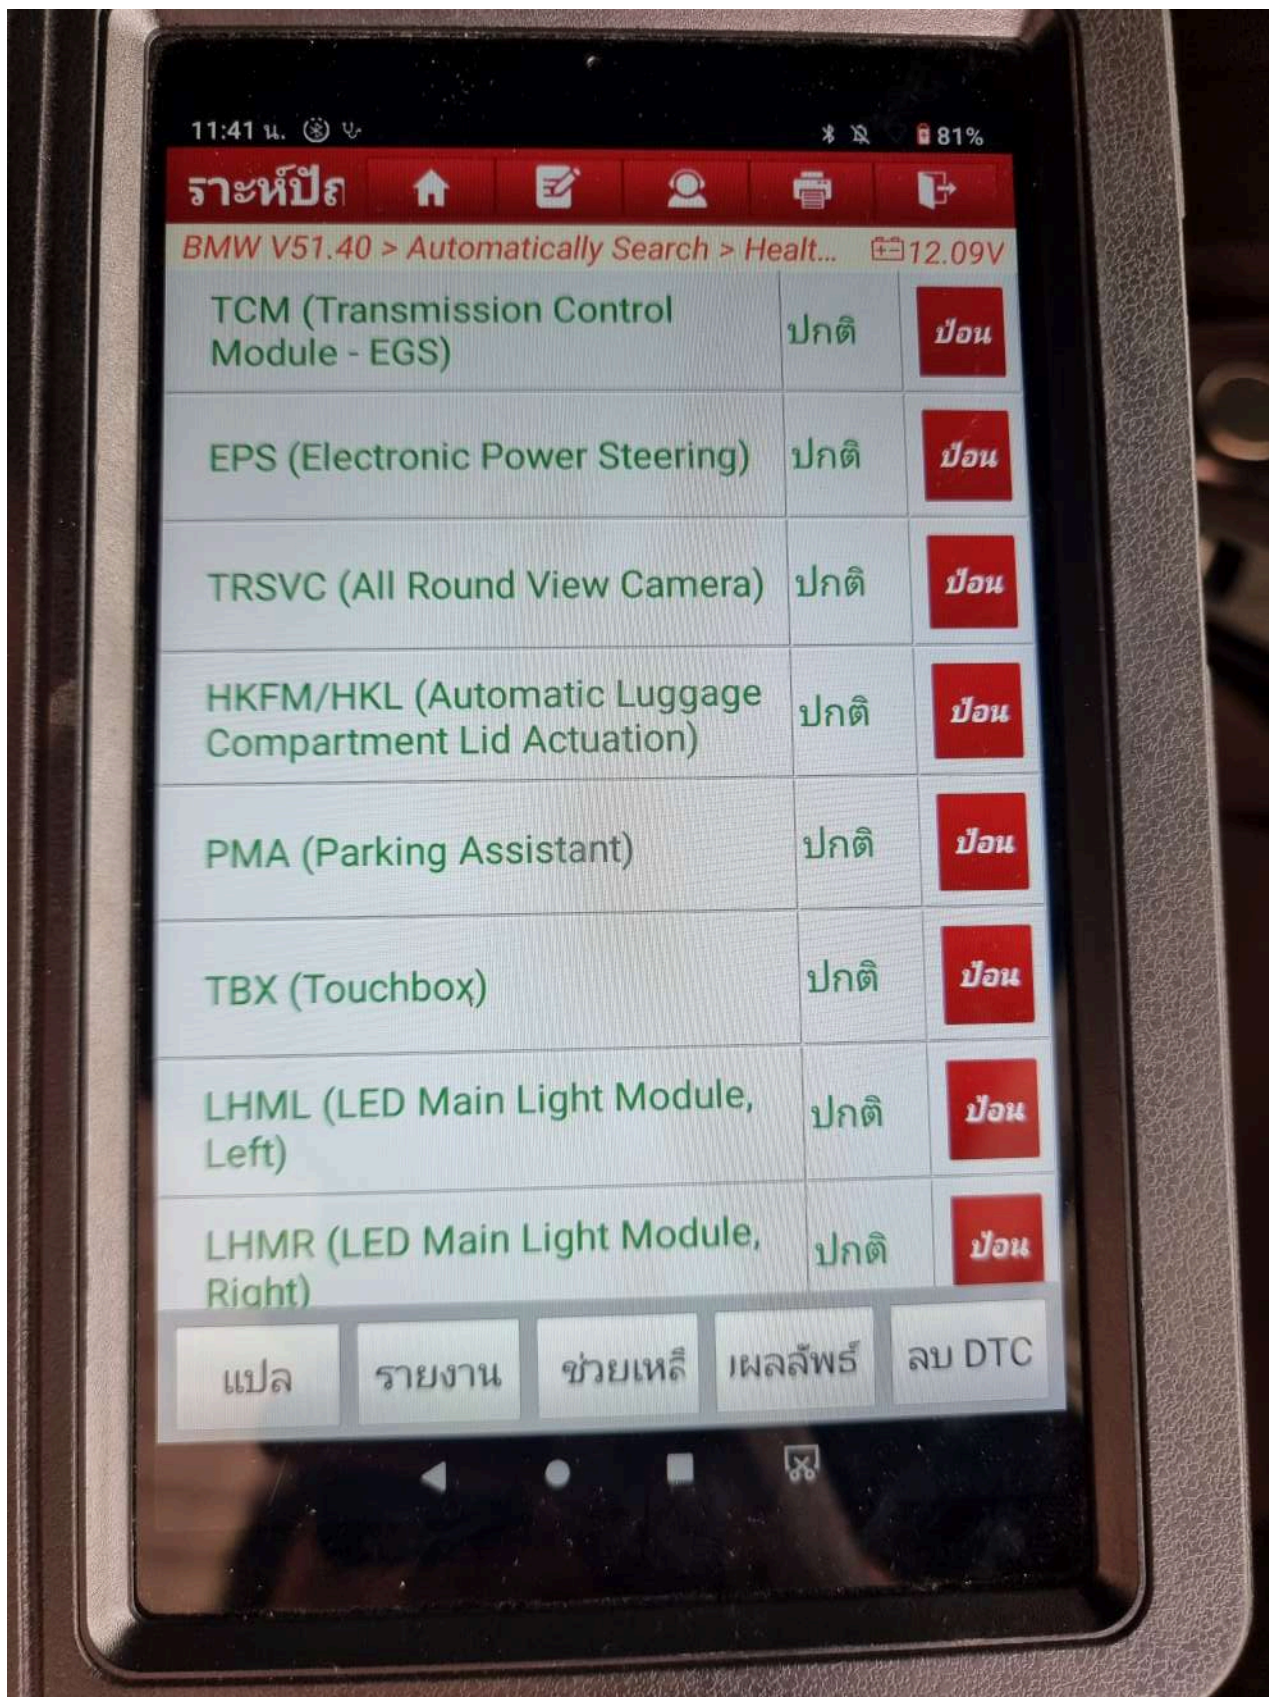 11:41 น. 81%
ราะห์ปัญ
BMW V51.40 > Automatically Search > Healt... 12.09V
TCM (Transmission Control
Module - EGS)
ปกติ
ป้อน
EPS (Electronic Power Steering)
ปกติ
ป้อน
TRSVC (All Round View Camera)
ปกติ
ป้อน
HKFM/HKL (Automatic Luggage
Compartment Lid Actuation)
ปกติ
ป้อน
PMA (Parking Assistant)
ปกติ
ป้อน
TBX (Touchbox)
ปกติ
ป้อน
LHML (LED Main Light Module,
Left)
ปกติ
ป้อน
LHMR (LED Main Light Module,
Right)
ปกติ
ป้อน
แปล รายงาน ช่วยเหลื เผลลัพธ์ ลบ DTC